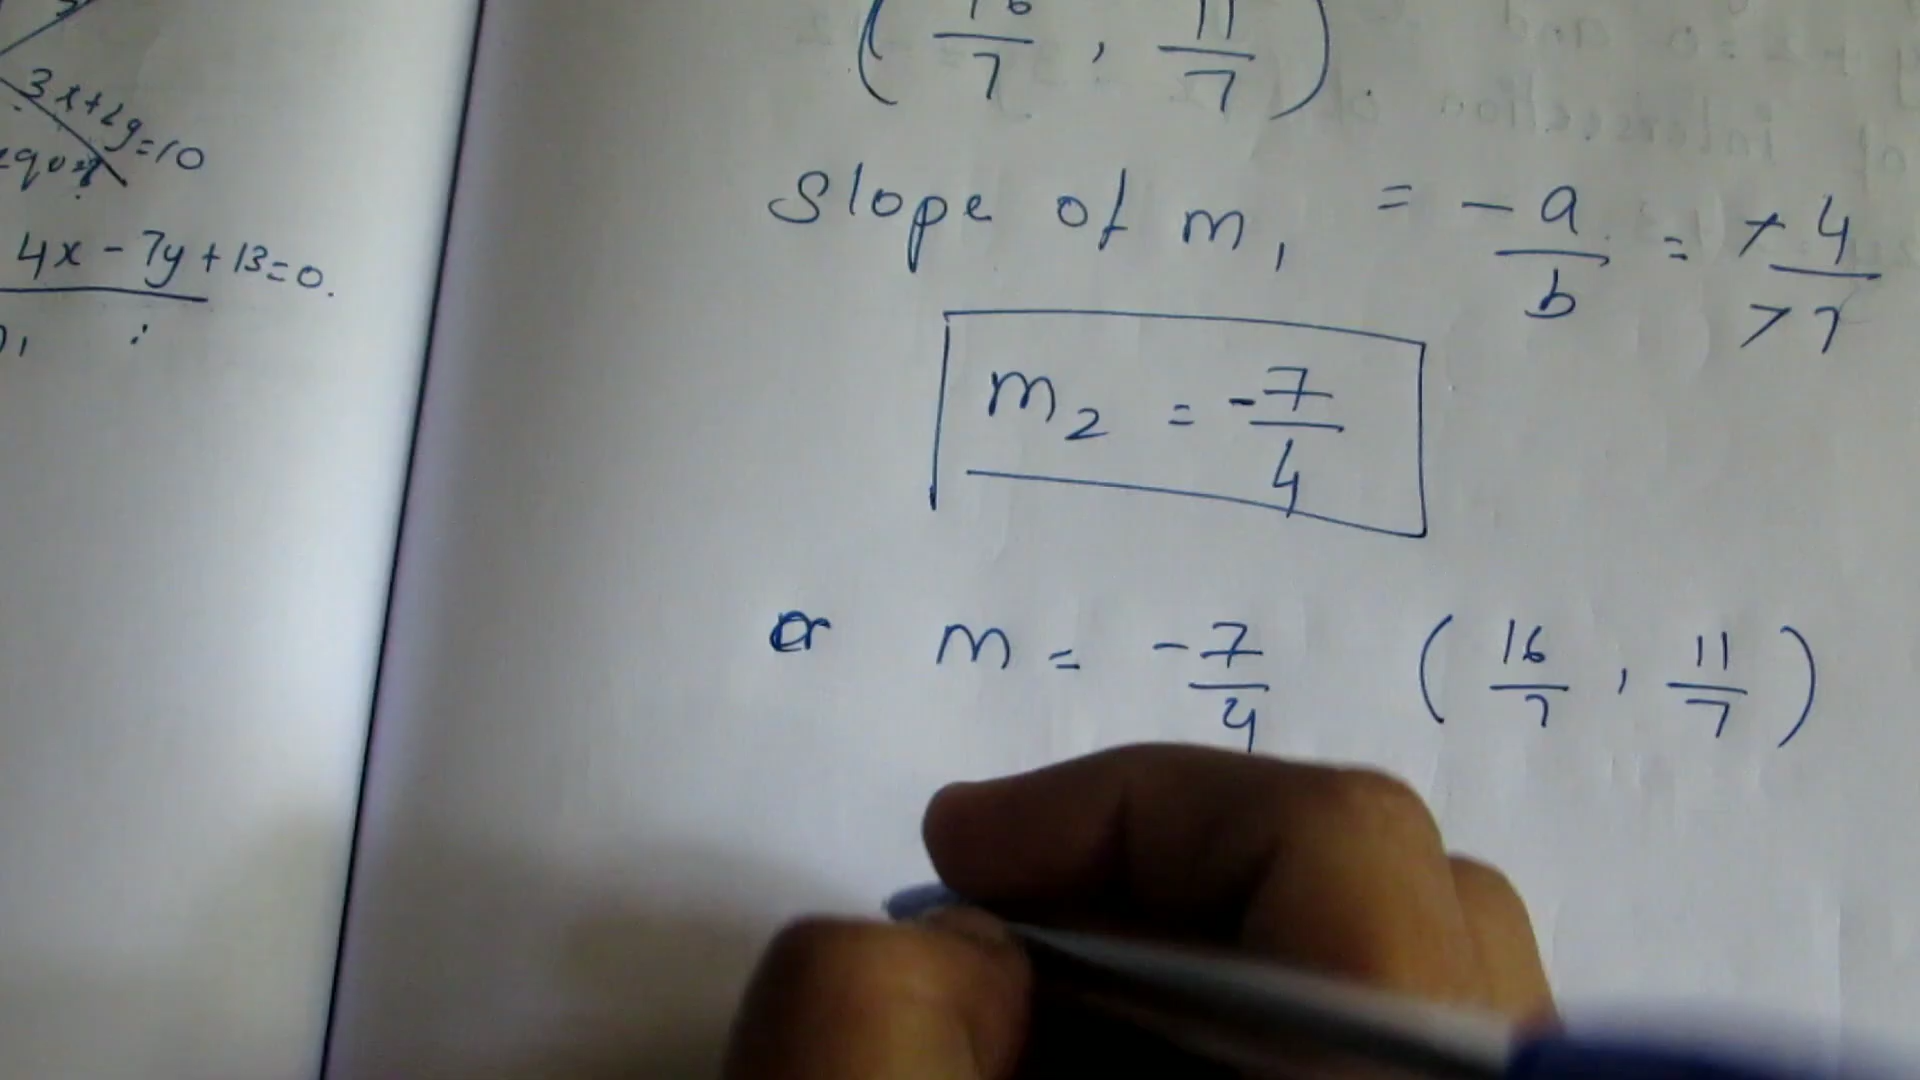 3x+2y=10
4x - 7y + 13=0.
(16/7 , 11/7).
Slope of m₁ = -a/b = +4/+7
m₂ = -7/4
or m = -7/4 (16/7 , 11/7)